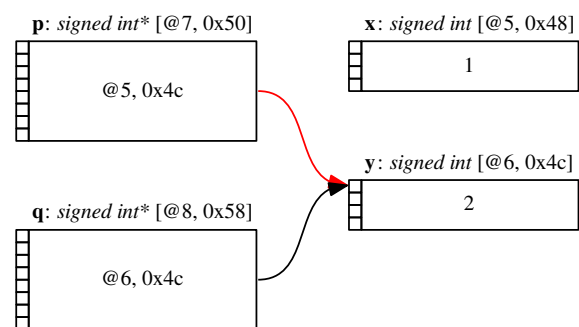 p: signed int* [@7, 0x50]
@5, 0x4c
x: signed int [@5, 0x48]
1
y: signed int [@6, 0x4c]
2
q: signed int* [@8, 0x58]
@6, 0x4c